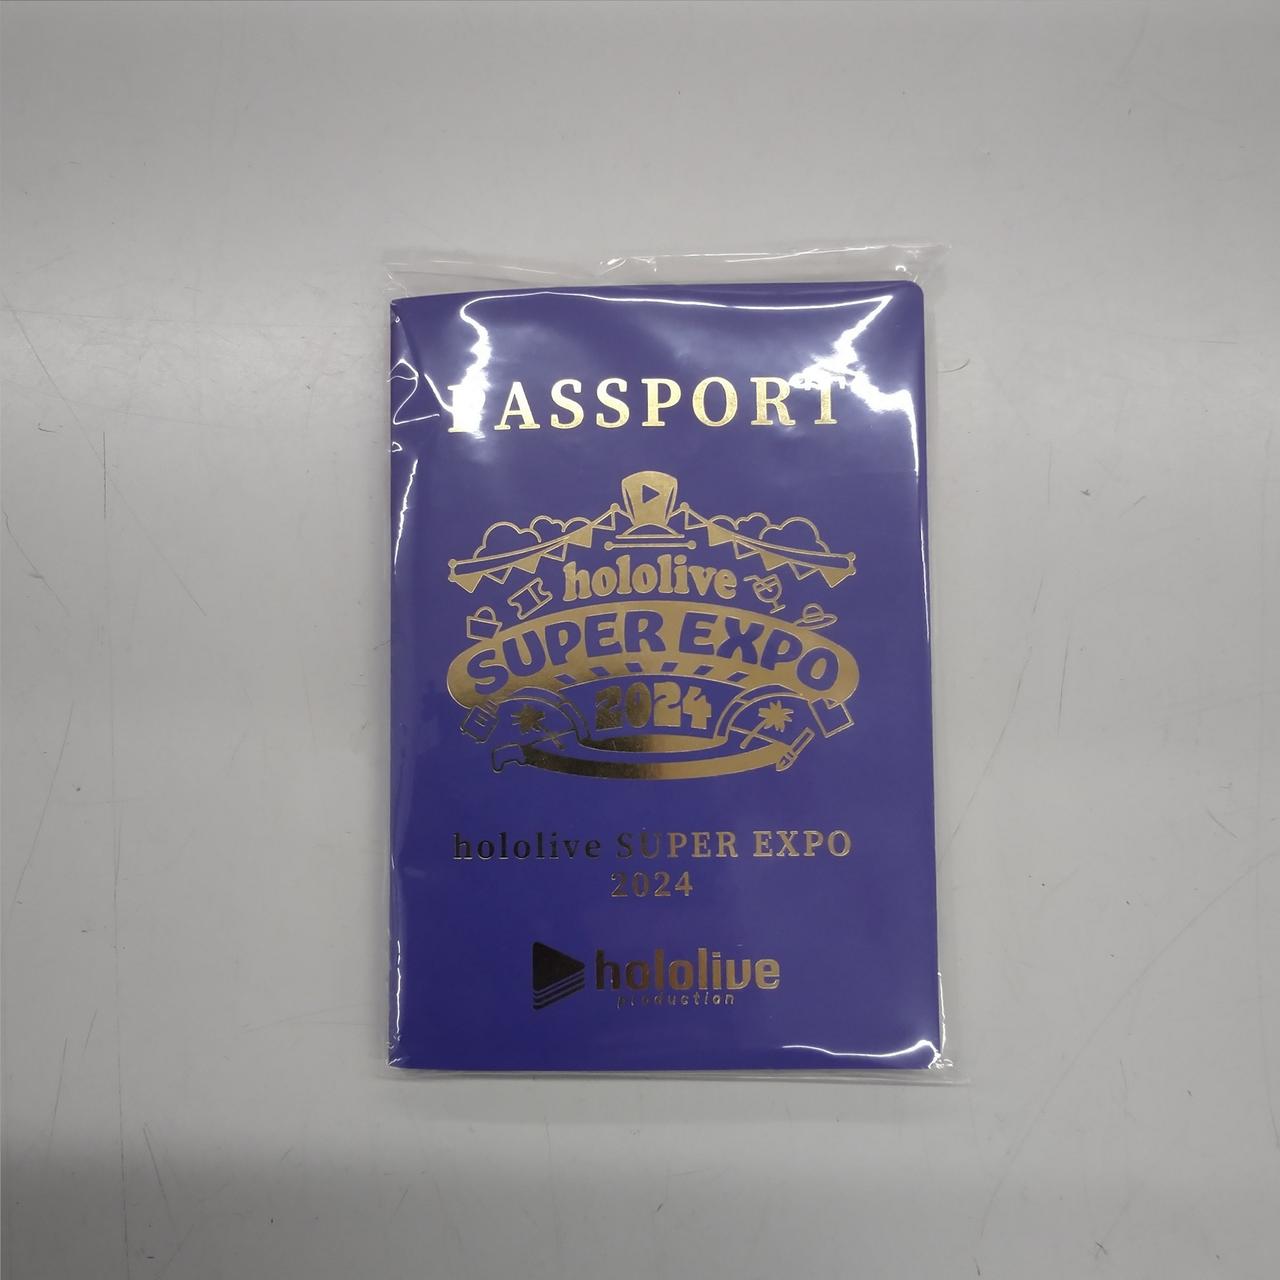 PASSPORT
hololive
SUPER EXPO
2024
hololive SUPER EXPO
2024
hololive
production